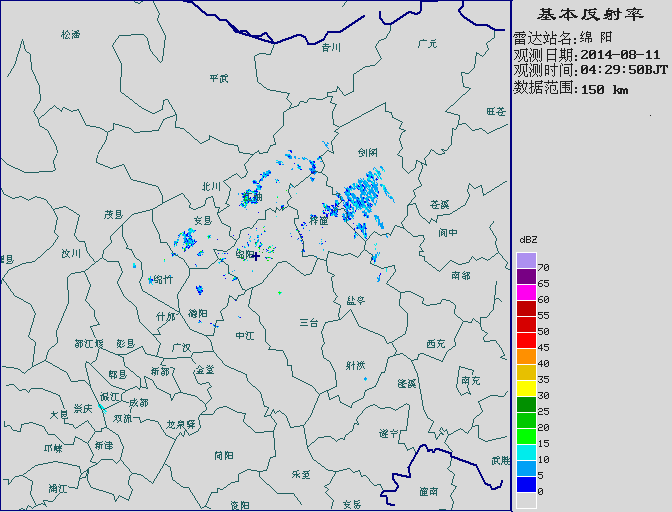 基本反射率
雷达站名:绵 阳
观测日期:2014-08-11
观测时间:04:29:50BJT
数据范围:150 km
松潘
青川
广元
平武
旺苍
剑阁
北川
江油
苍溪
茂县
安县
梓潼
阆中
汶川
绵阳
绵竹
南部
盐亭
什邡
德阳
三台
中江
都江堰
彭县
广汉
西充
射洪
郫县
新都
金堂
蓬溪
南充
温江
崇庆
成都
大邑
双流
龙泉驿
遂宁
邛崃
新津
简阳
武胜
乐至
蒲江
潼南
资阳
安岳
dBZ
70
65
60
55
50
45
40
35
30
25
20
15
10
5
0